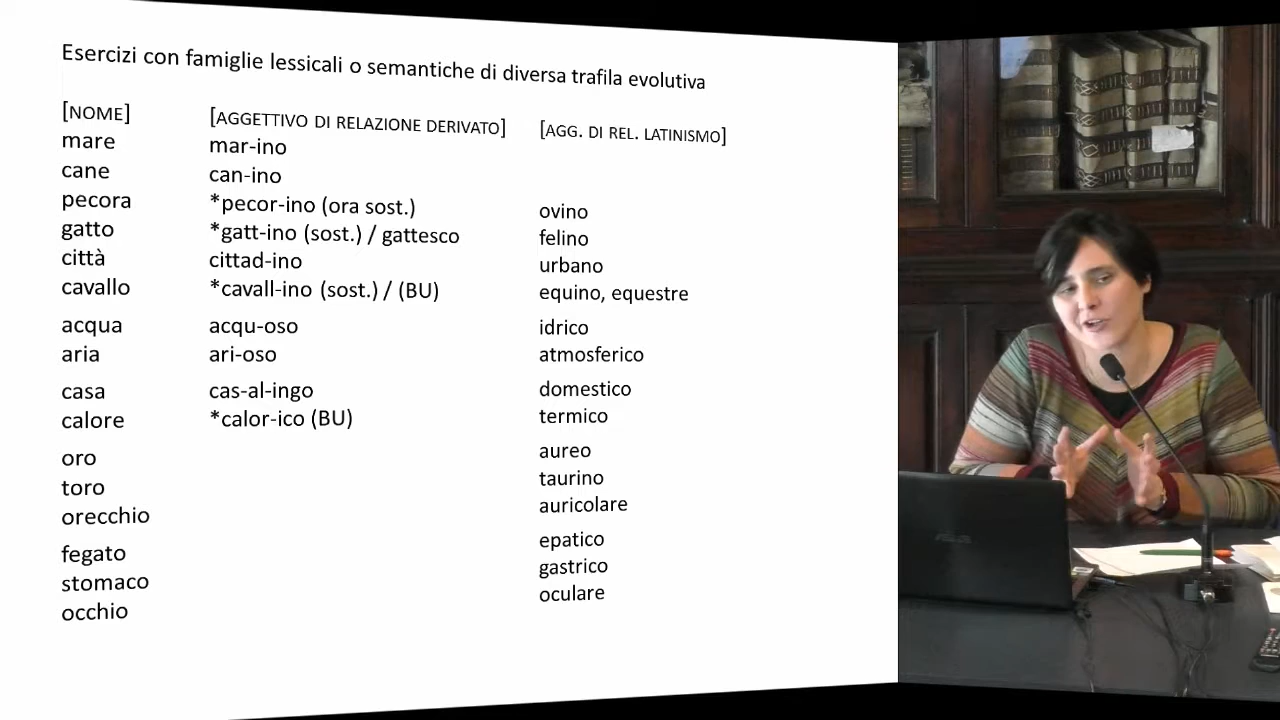 Esercizi con famiglie lessicali o semantiche di diversa trafila evolutiva
[NOME] [AGGETTIVO DI RELAZIONE DERIVATO] [AGG. DI REL. LATINISMO]
mare mar-ino
cane can-ino
pecora *pecor-ino (ora sost.) ovino
gatto *gatt-ino (sost.) / gattesco felino
città cittad-ino urbano
cavallo *cavall-ino (sost.) / (BU) equino, equestre
acqua acqu-oso idrico
aria ari-oso atmosferico
casa cas-al-ingo domestico
calore *calor-ico (BU) termico
oro aureo
toro taurino
orecchio auricolare
fegato epatico
stomaco gastrico
occhio oculare